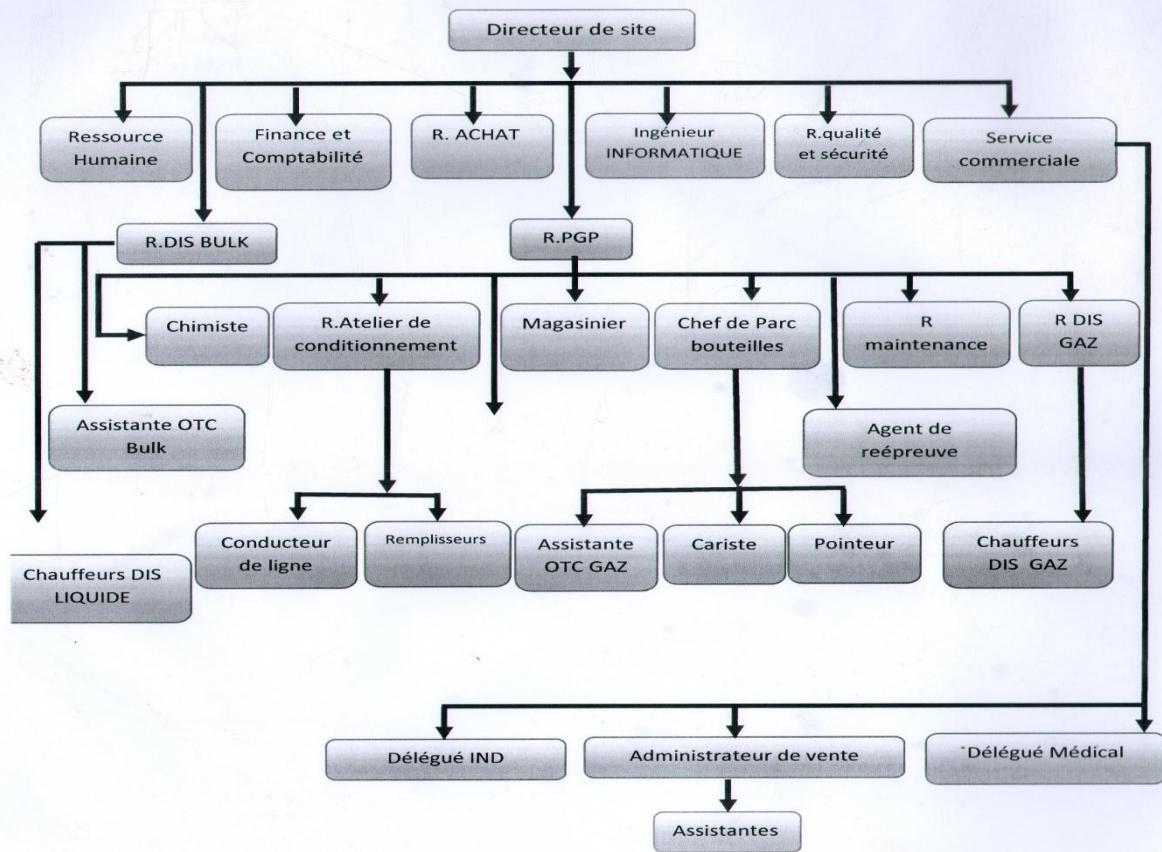 Directeur de site
Ressource
Humaine
Finance et
Comptabilité
R. ACHAT
Ingénieur
INFORMATIQUE
R.qualité
et sécurité
Service
commerciale
R.DIS BULK
R.PGP
Chimiste
R.Atelier de
conditionnement
Magasinier
Chef de Parc
bouteilles
R
maintenance
R DIS
GAZ
Assistante OTC
Bulk
Agent de
reépreuve
Chauffeurs DIS
LIQUIDE
Conducteur
de ligne
Remplisseurs
Assistante
OTC GAZ
Cariste
Pointeur
Chauffeurs
DIS GAZ
Délégué IND
Administrateur de vente
Délégué Médical
Assistantes